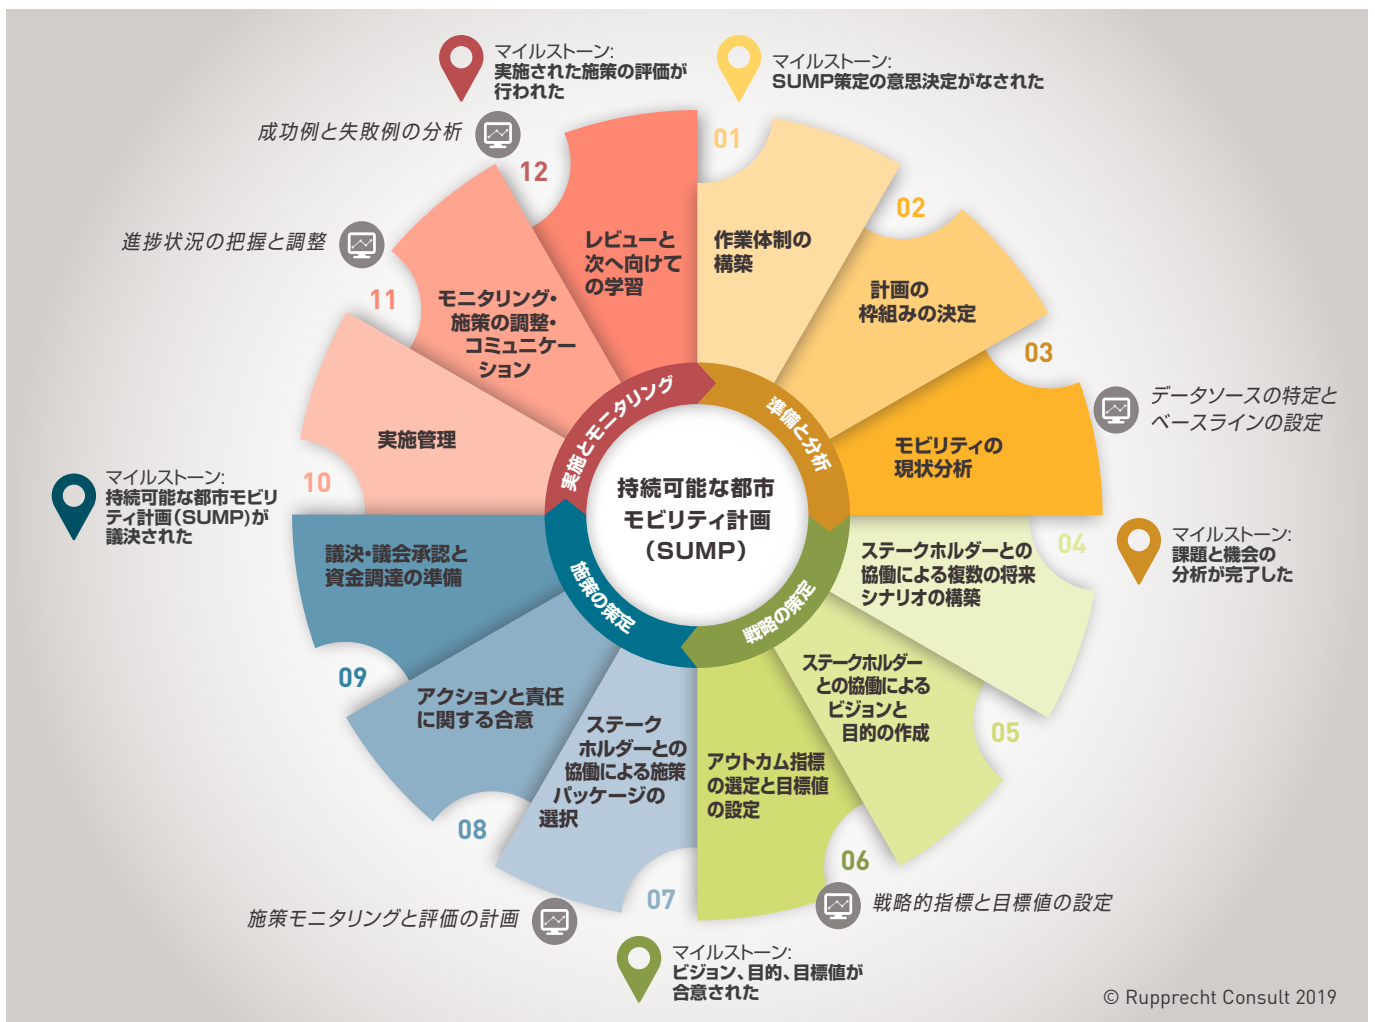 マイルストーン:
実施された施策の評価が
行われた
マイルストーン:
SUMP策定の意思決定がなされた
成功例と失敗例の分析
進捗状況の把握と調整
01
作業体制の
構築
02
計画の
枠組みの決定
03
モビリティの
現状分析
データソースの特定と
ベースラインの設定
マイルストーン:
課題と機会の
分析が完了した
04
ステークホルダーとの
協働による複数の将来
シナリオの構築
05
ステークホルダー
との協働による
ビジョンと
目的の作成
06
アウトカム指標
の選定と目標値
の設定
戦略的指標と目標値の設定
マイルストーン:
ビジョン、目的、目標値が
合意された
07
ステーク
ホルダーとの
協働による施策
パッケージの
選択
施策モニタリングと評価の計画
08
アクションと責任
に関する合意
09
議決・議会承認と
資金調達の準備
マイルストーン:
持続可能な都市モビリ
ティ計画(SUMP)が
議決された
10
実施管理
11
モニタリング・
施策の調整・
コミュニケー
ション
12
レビューと
次へ向けて
の学習
準備と分析
戦略の策定
施策の策定
実施とモニタリング
持続可能な都市
モビリティ計画
(SUMP)
© Rupprecht Consult 2019